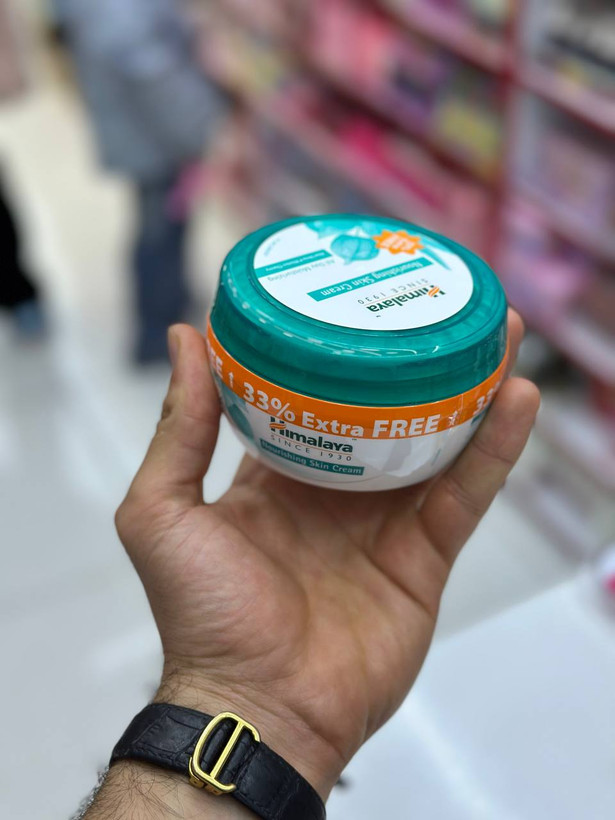 Himalaya
SINCE 1930
Nourishing Skin Cream
All Day Moisturizing
33% Extra FREE
Himalaya
SINCE 1930
Nourishing Skin Cream